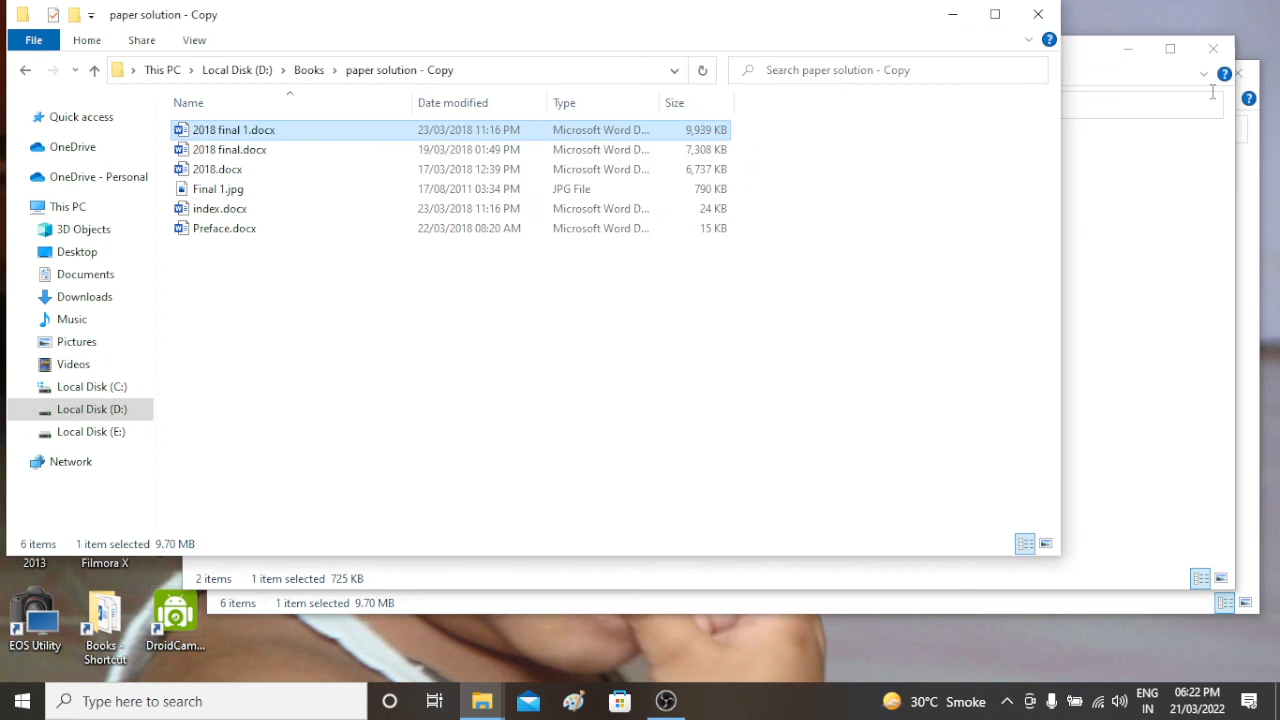 paper solution - Copy
File Home Share View
This PC Local Disk (D:) Books paper solution - Copy Search paper solution - Copy
Name Date modified Type Size
Quick access
OneDrive
OneDrive - Personal
This PC
3D Objects
Desktop
Documents
Downloads
Music
Pictures
Videos
Local Disk (C:)
Local Disk (D:)
Local Disk (E:)
Network
2018 final 1.docx 23/03/2018 11:16 PM Microsoft Word D... 9,939 KB
2018 final.docx 19/03/2018 01:49 PM Microsoft Word D... 7,308 KB
2018.docx 17/03/2018 12:39 PM Microsoft Word D... 6,737 KB
Final 1.jpg 17/08/2011 03:34 PM JPG File 790 KB
index.docx 23/03/2018 11:16 PM Microsoft Word D... 24 KB
Preface.docx 22/03/2018 08:20 AM Microsoft Word D... 15 KB
6 items 1 item selected 9.70 MB
2 items 1 item selected 725 KB
6 items 1 item selected 9.70 MB
2013
Filmora X
EOS Utility
Books - Shortcut
DroidCam...
Type here to search
30°C Smoke
ENG
IN
06:22 PM
21/03/2022